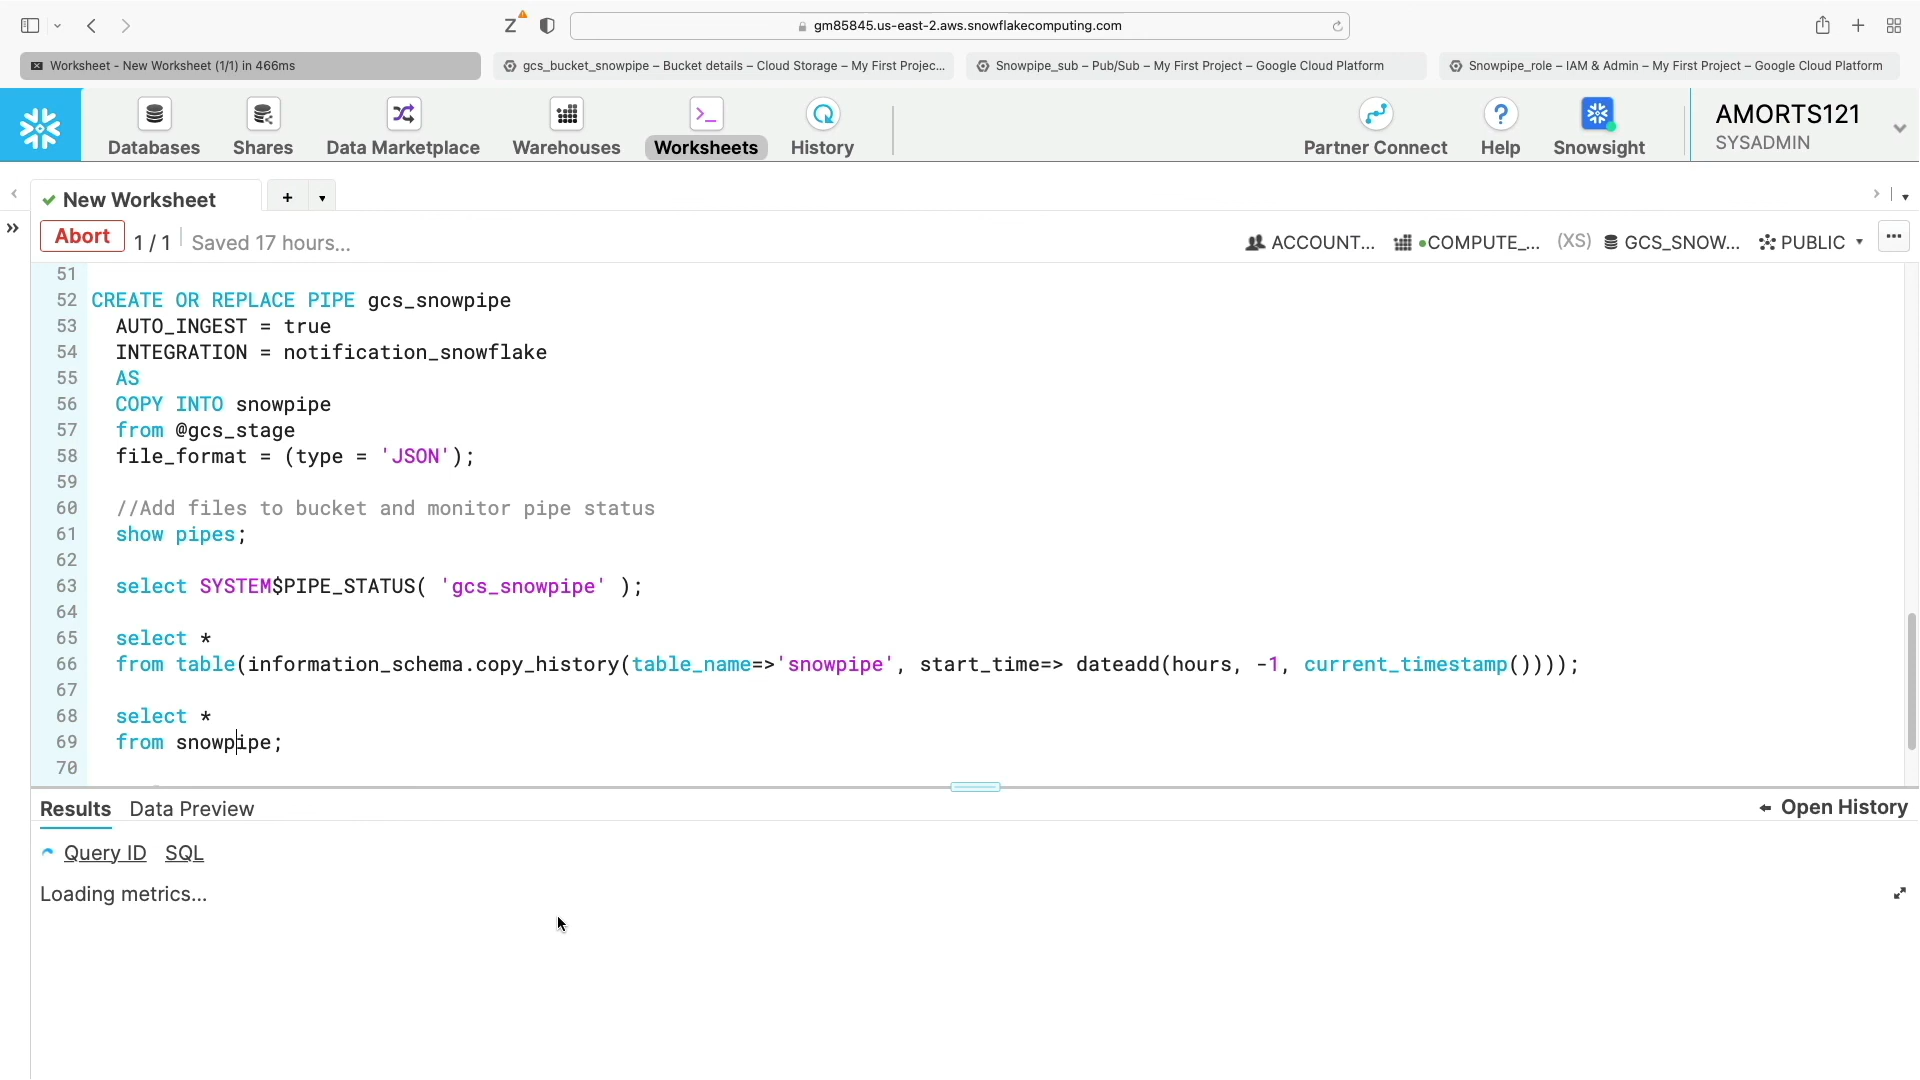 gm85845.us-east-2.aws.snowflakecomputing.com
Worksheet - New Worksheet (1/1) in 466ms
gcs_bucket_snowpipe – Bucket details – Cloud Storage – My First Projec...
Snowpipe_sub – Pub/Sub – My First Project – Google Cloud Platform
Snowpipe_role – IAM & Admin – My First Project – Google Cloud Platform
Databases
Shares
Data Marketplace
Warehouses
Worksheets
History
Partner Connect
Help
Snowsight
AMORTS121
SYSADMIN
New Worksheet
Abort
1 / 1
Saved 17 hours...
ACCOUNT...
COMPUTE_...
(XS)
GCS_SNOW...
PUBLIC
51
52 CREATE OR REPLACE PIPE gcs_snowpipe
53 AUTO_INGEST = true
54 INTEGRATION = notification_snowflake
55 AS
56 COPY INTO snowpipe
57 from @gcs_stage
58 file_format = (type = 'JSON');
59
60 //Add files to bucket and monitor pipe status
61 show pipes;
62
63 select SYSTEM$PIPE_STATUS( 'gcs_snowpipe' );
64
65 select *
66 from table(information_schema.copy_history(table_name=>'snowpipe', start_time=> dateadd(hours, -1, current_timestamp())));
67
68 select *
69 from snowpipe;
70
Results
Data Preview
Open History
Query ID
SQL
Loading metrics...